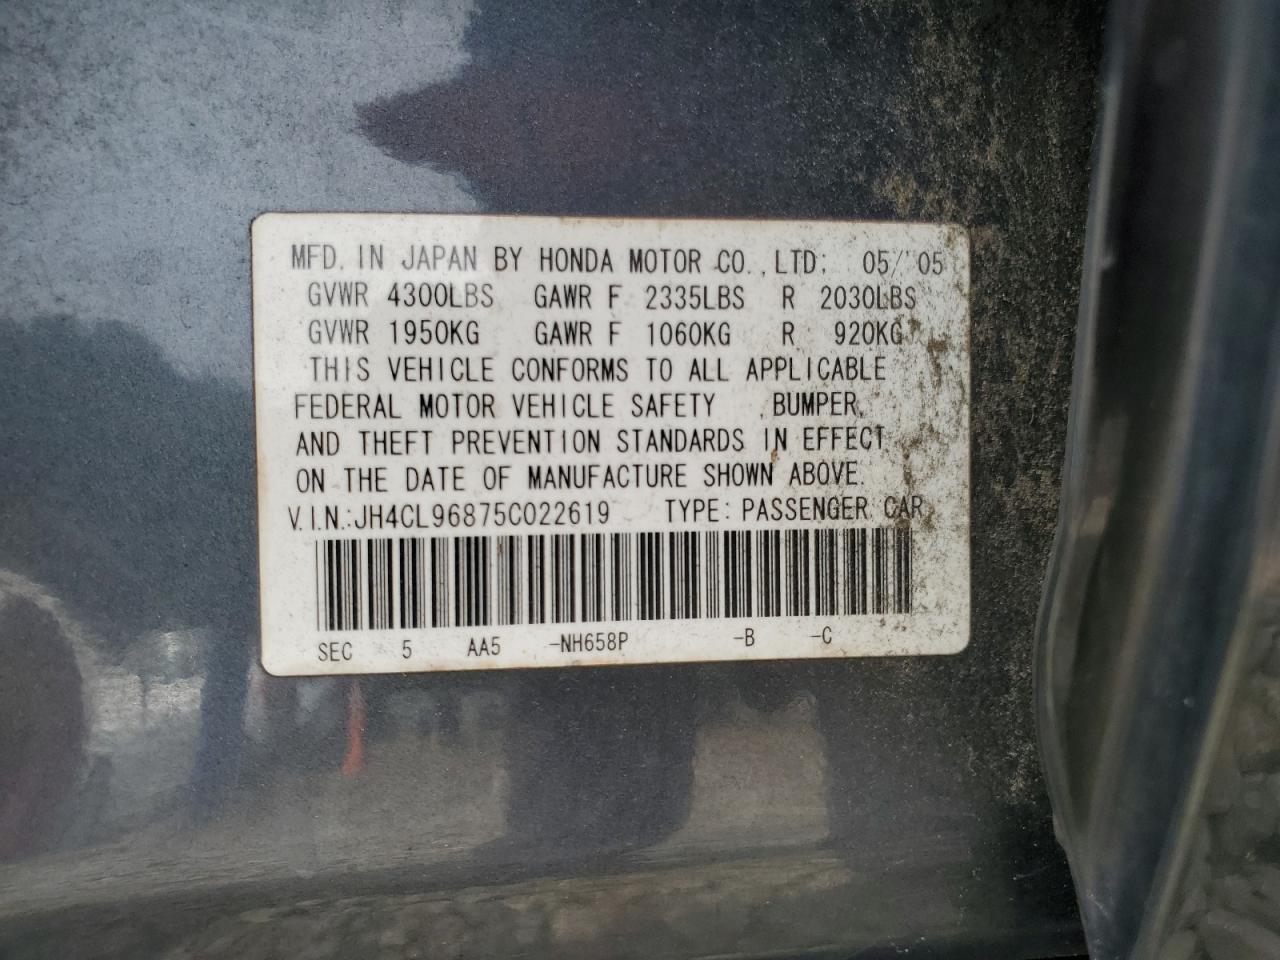 MFD. IN JAPAN BY HONDA MOTOR CO., LTD. 05/ 05
GVWR 4300LBS GAWR F 2335LBS R 2030LBS
GVWR 1950KG GAWR F 1060KG R 920KG
THIS VEHICLE CONFORMS TO ALL APPLICABLE
FEDERAL MOTOR VEHICLE SAFETY , BUMPER,
AND THEFT PREVENTION STANDARDS IN EFFECT
ON THE DATE OF MANUFACTURE SHOWN ABOVE.
V.I.N.:JH4CL96875C022619 TYPE: PASSENGER CAR
SEC 5 AA5 -NH658P -B -C